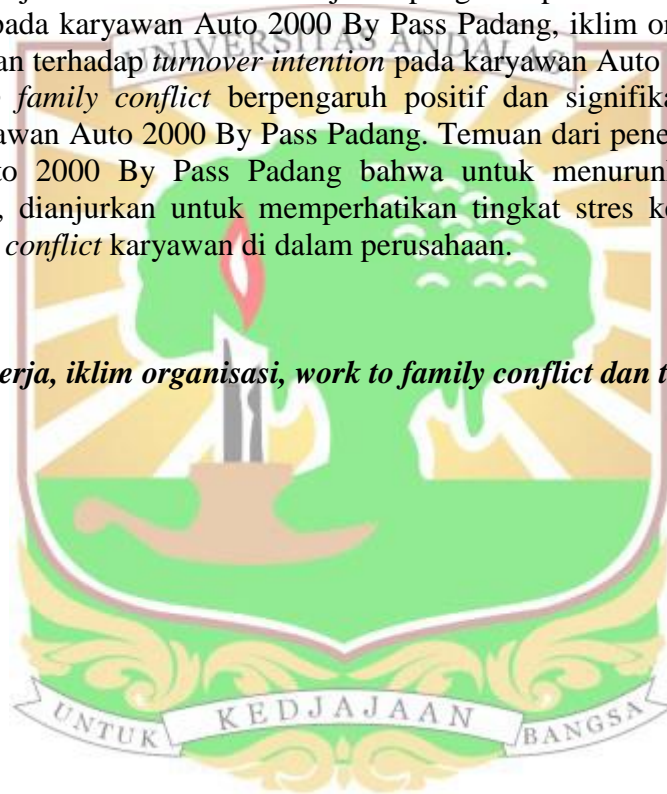 pada karyawan Auto 2000 By Pass Padang, iklim or
UNIVERSITAS ANDALAS
an terhadap turnover intention pada karyawan Auto
family conflict berpengaruh positif dan signifika
awan Auto 2000 By Pass Padang. Temuan dari pene
to 2000 By Pass Padang bahwa untuk menurunk
, dianjurkan untuk memperhatikan tingkat stres ke
conflict karyawan di dalam perusahaan.
erja, iklim organisasi, work to family conflict dan t
UNTUK KEDJAJAAN BANGSA